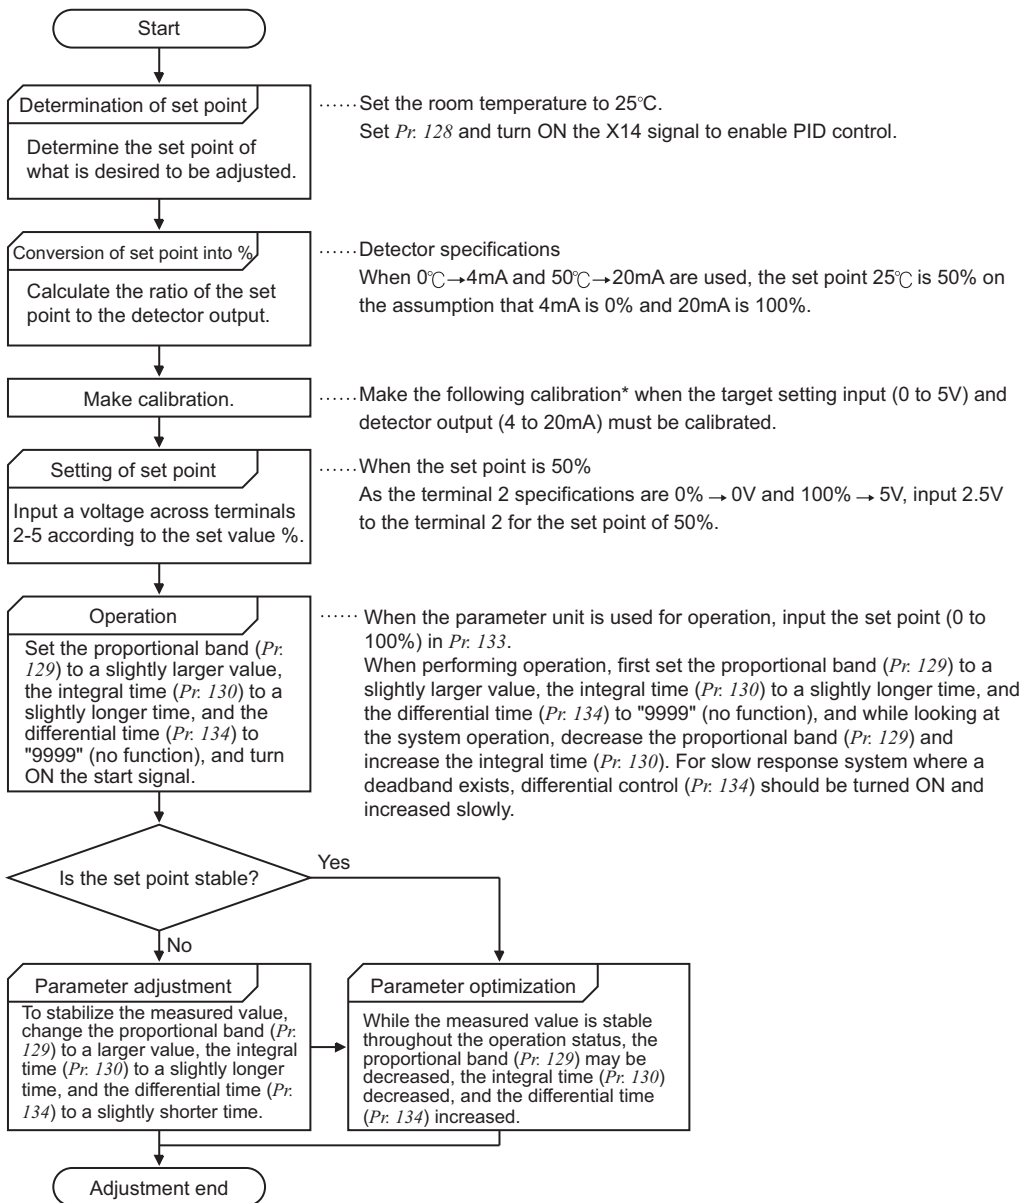 Start
Determination of set point
Determine the set point of
what is desired to be adjusted.
......Set the room temperature to 25℃.
Set Pr. 128 and turn ON the X14 signal to enable PID control.
Conversion of set point into %
Calculate the ratio of the set
point to the detector output.
......Detector specifications
When 0℃→4mA and 50℃→20mA are used, the set point 25℃ is 50% on
the assumption that 4mA is 0% and 20mA is 100%.
Make calibration.
......Make the following calibration* when the target setting input (0 to 5V) and
detector output (4 to 20mA) must be calibrated.
Setting of set point
Input a voltage across terminals
2-5 according to the set value %.
......When the set point is 50%
As the terminal 2 specifications are 0% → 0V and 100% → 5V, input 2.5V
to the terminal 2 for the set point of 50%.
Operation
Set the proportional band (Pr.
129) to a slightly larger value,
the integral time (Pr. 130) to a
slightly longer time, and the
differential time (Pr. 134) to
"9999" (no function), and turn
ON the start signal.
...... When the parameter unit is used for operation, input the set point (0 to
100%) in Pr. 133.
When performing operation, first set the proportional band (Pr. 129) to a
slightly larger value, the integral time (Pr. 130) to a slightly longer time, and
the differential time (Pr. 134) to "9999" (no function), and while looking at
the system operation, decrease the proportional band (Pr. 129) and
increase the integral time (Pr. 130). For slow response system where a
deadband exists, differential control (Pr. 134) should be turned ON and
increased slowly.
Is the set point stable?
Yes
No
Parameter adjustment
To stabilize the measured value,
change the proportional band (Pr.
129) to a larger value, the integral
time (Pr. 130) to a slightly longer
time, and the differential time (Pr.
134) to a slightly shorter time.
Parameter optimization
While the measured value is stable
throughout the operation status, the
proportional band (Pr. 129) may be
decreased, the integral time (Pr. 130)
decreased, and the differential time
(Pr. 134) increased.
Adjustment end